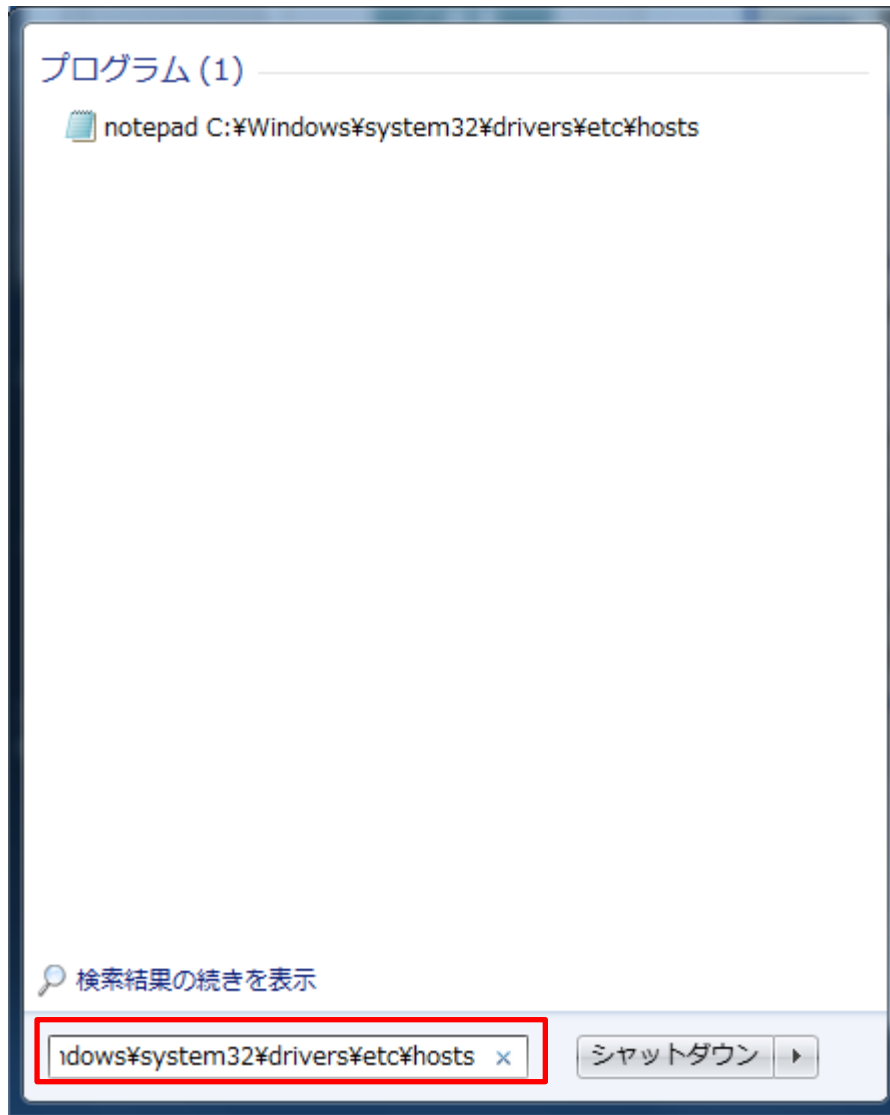 プログラム (1)
notepad C:¥Windows¥system32¥drivers¥etc¥hosts
検索結果の続きを表示
ndows¥system32¥drivers¥etc¥hosts ×
シャットダウン